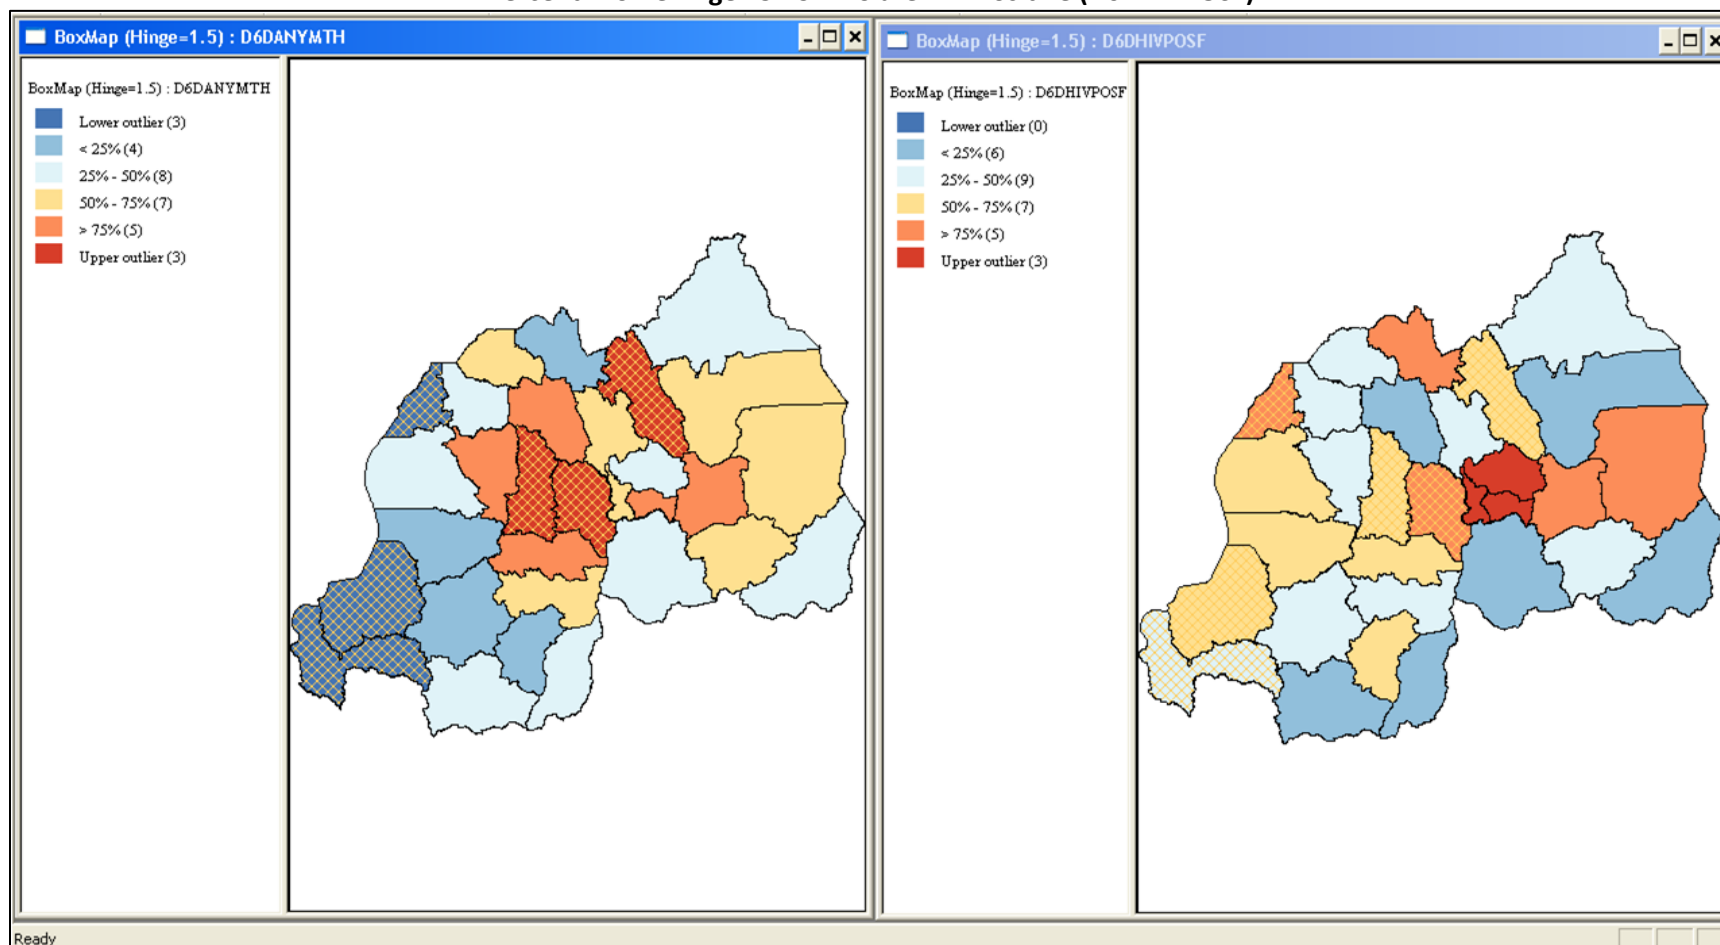 BoxMap (Hinge=1.5) : D6DANYMTH
BoxMap (Hinge=1.5) : D6DANYMTH
Lower outlier (3)
< 25% (4)
25% - 50% (8)
50% - 75% (7)
> 75% (5)
Upper outlier (3)
BoxMap (Hinge=1.5) : D6DHIVPOSF
BoxMap (Hinge=1.5) : D6DHIVPOSF
Lower outlier (0)
< 25% (6)
25% - 50% (9)
50% - 75% (7)
> 75% (5)
Upper outlier (3)
Ready